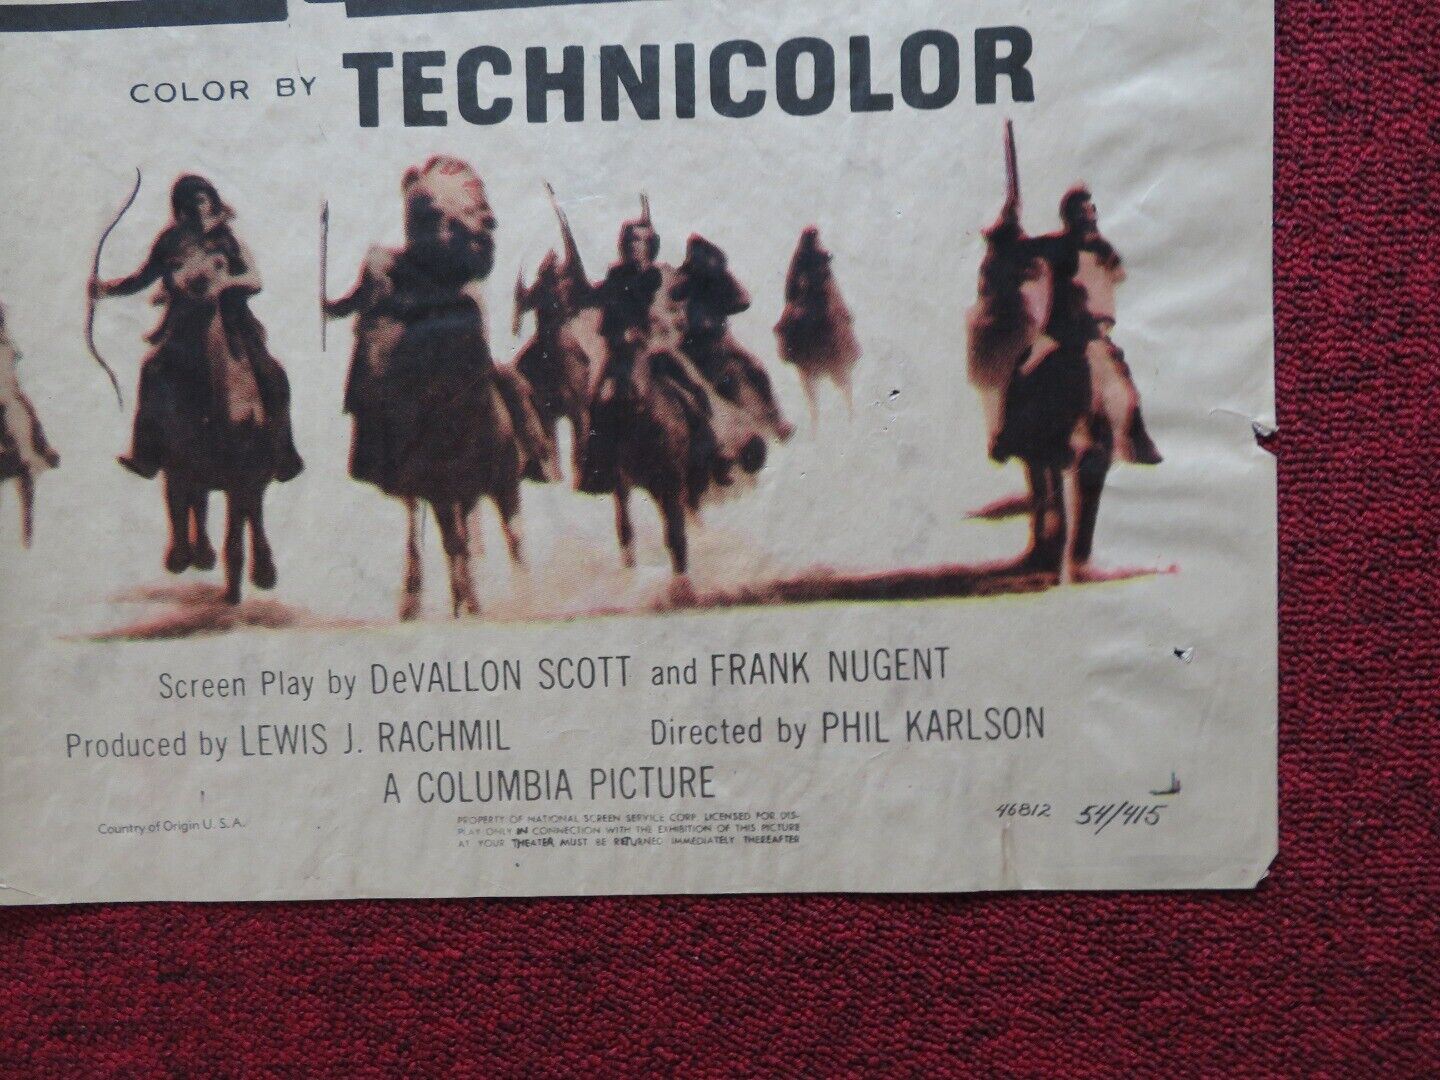 COLOR BY TECHNICOLOR
Screen Play by DeVALLON SCOTT and FRANK NUGENT
Produced by LEWIS J. RACHMIL Directed by PHIL KARLSON
A COLUMBIA PICTURE
Country of Origin U. S. A.
PROPERTY OF NATIONAL SCREEN SERVICE CORP. LICENSED FOR DIS-
PLAY ONLY IN CONNECTION WITH THE EXHIBITION OF THIS PICTURE
AT YOUR THEATER. MUST BE RETURNED IMMEDIATELY THEREAFTER
46812 54/415